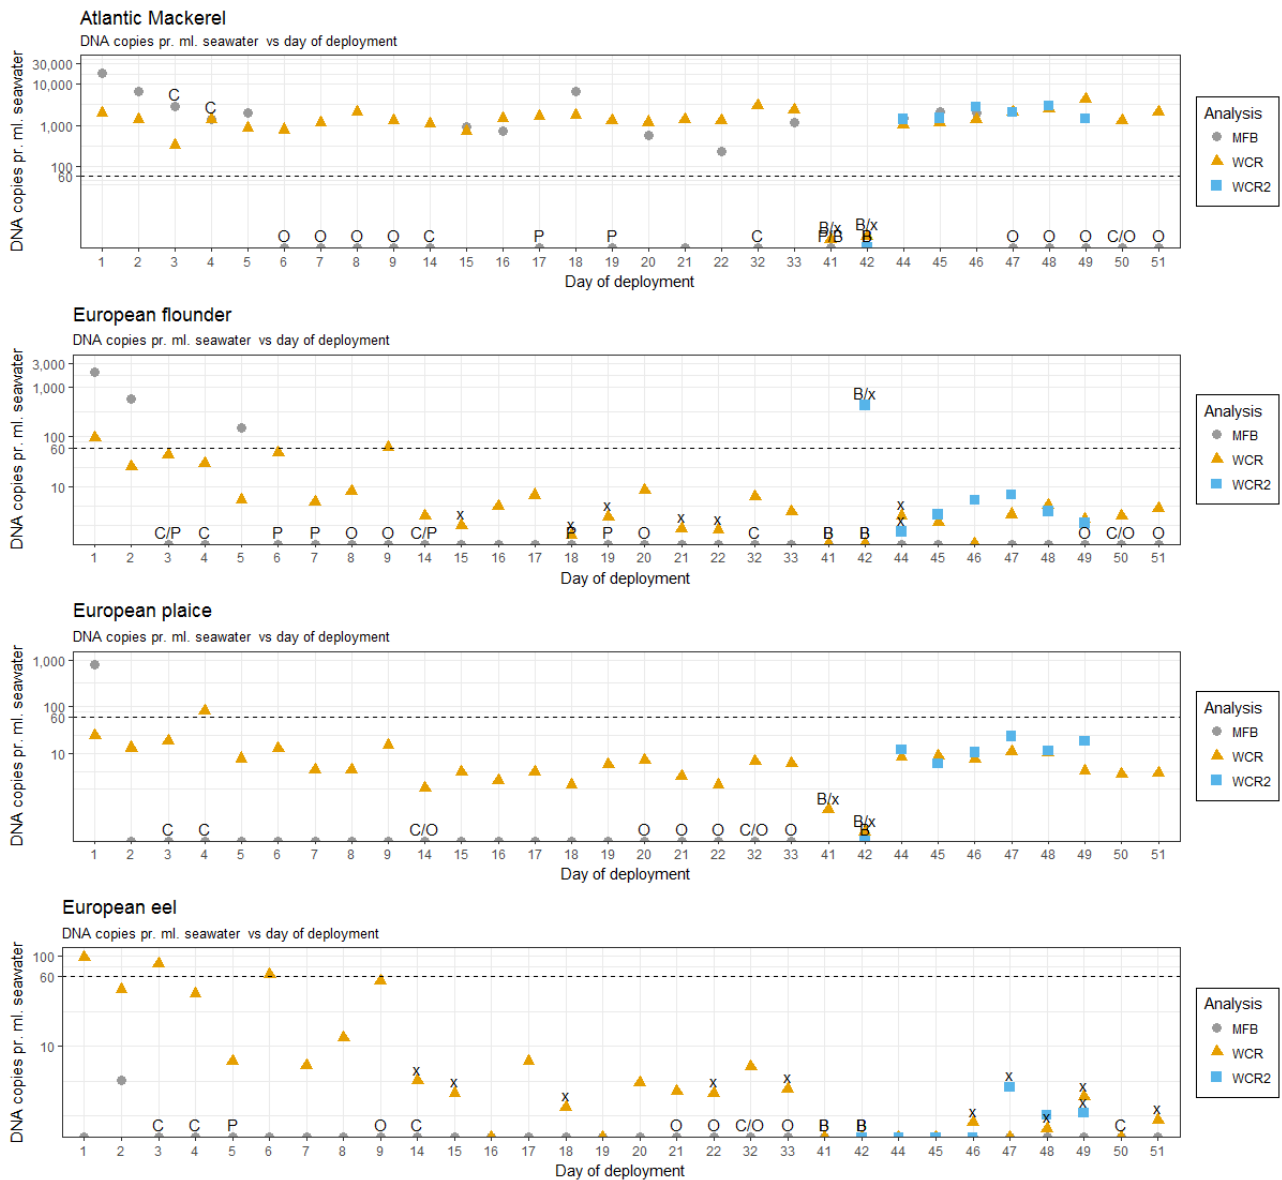 Atlantic Mackerel
DNA copies pr. ml. seawater vs day of deployment
DNA copies pr. ml. seawater
30,000
10,000
1,000
100
60
C
C
O O O O C P P C B/x P/B B/x B O O O C/O O
1 2 3 4 5 6 7 8 9 14 15 16 17 18 19 20 21 22 32 33 41 42 44 45 46 47 48 49 50 51
Day of deployment
Analysis
MFB
WCR
WCR2
European flounder
DNA copies pr. ml. seawater vs day of deployment
DNA copies pr. ml. seawater
3,000
1,000
100
60
10
B/x
x x x x x x x
C/P C P P O O C/P P P O C B B O C/O O
1 2 3 4 5 6 7 8 9 14 15 16 17 18 19 20 21 22 32 33 41 42 44 45 46 47 48 49 50 51
Day of deployment
Analysis
MFB
WCR
WCR2
European plaice
DNA copies pr. ml. seawater vs day of deployment
DNA copies pr. ml. seawater
1,000
100
60
10
B/x
B/x
C C C/O O O O C/O O B
1 2 3 4 5 6 7 8 9 14 15 16 17 18 19 20 21 22 32 33 41 42 44 45 46 47 48 49 50 51
Day of deployment
Analysis
MFB
WCR
WCR2
European eel
DNA copies pr. ml. seawater vs day of deployment
DNA copies pr. ml. seawater
100
60
10
x x x x x x x x x x x
C C P O C O O C/O O B B C
1 2 3 4 5 6 7 8 9 14 15 16 17 18 19 20 21 22 32 33 41 42 44 45 46 47 48 49 50 51
Day of deployment
Analysis
MFB
WCR
WCR2